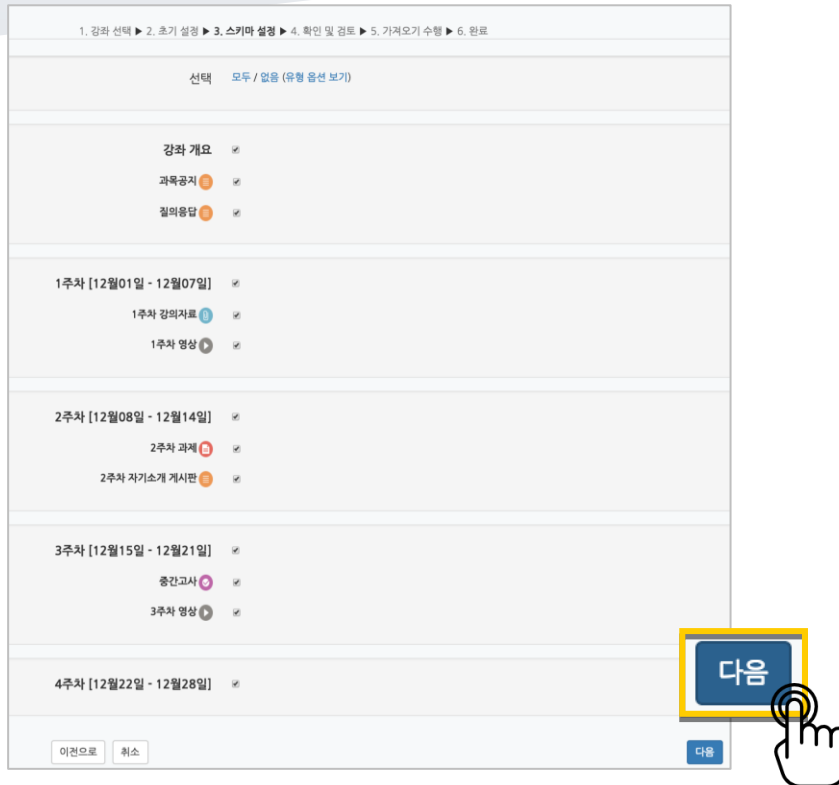 1. 강좌 선택 ▶ 2. 초기 설정 ▶ 3. 스키마 설정 ▶ 4. 확인 및 검토 ▶ 5. 가져오기 수행 ▶ 6. 완료
선택 모두 / 없음 (유형 옵션 보기)
강좌 개요
과목공지
질의응답
1주차 [12월01일 - 12월07일]
1주차 강의자료
1주차 영상
2주차 [12월08일 - 12월14일]
2주차 과제
2주차 자기소개 게시판
3주차 [12월15일 - 12월21일]
중간고사
3주차 영상
4주차 [12월22일 - 12월28일]
다음
이전으로 취소 다음